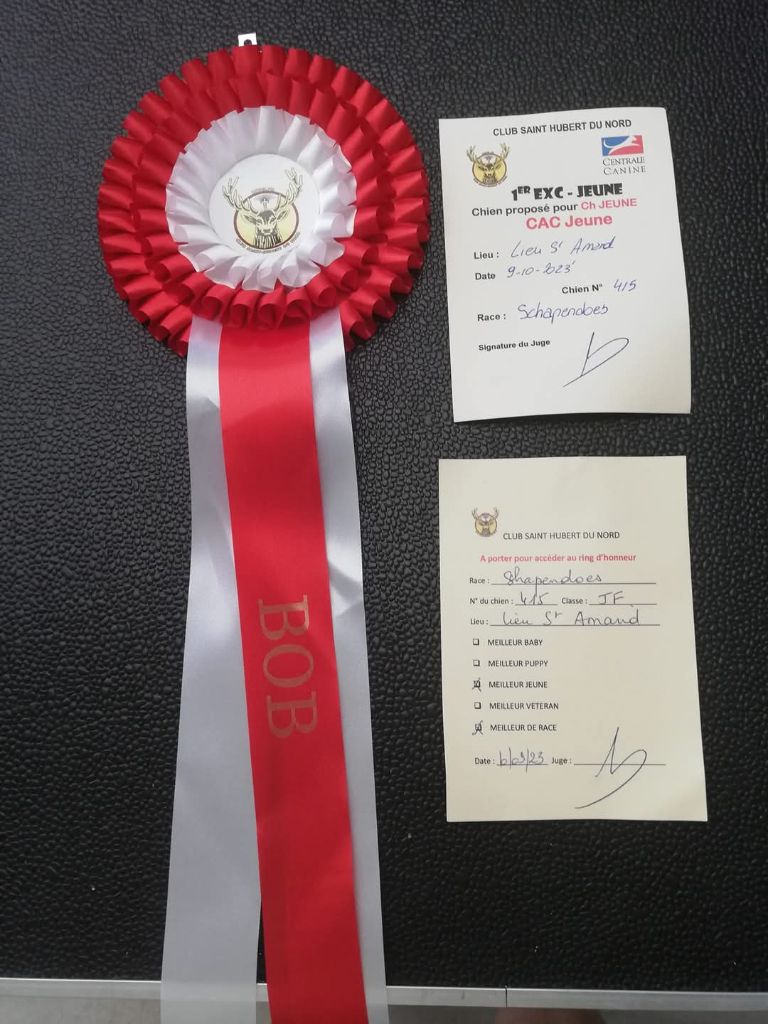 BOB
CLUB SAINT HUBERT DU NORD
CENTRALE
CANINE
1ER EXC - JEUNE
Chien proposé pour Ch JEUNE
CAC Jeune
Lieu : Lieu St Amand
Date 9-10-2023
Chien N° 415
Race : Schapendoes
Signature du Juge
CLUB SAINT HUBERT DU NORD
A porter pour accéder au ring d'honneur
Race : Shapendoes
N° du chien : 415 Classe : JF
Lieu : Lieu St Amand
MEILLEUR BABY
MEILLEUR PUPPY
MEILLEUR JEUNE
MEILLEUR VETERAN
MEILLEUR DE RACE
Date : Juge :